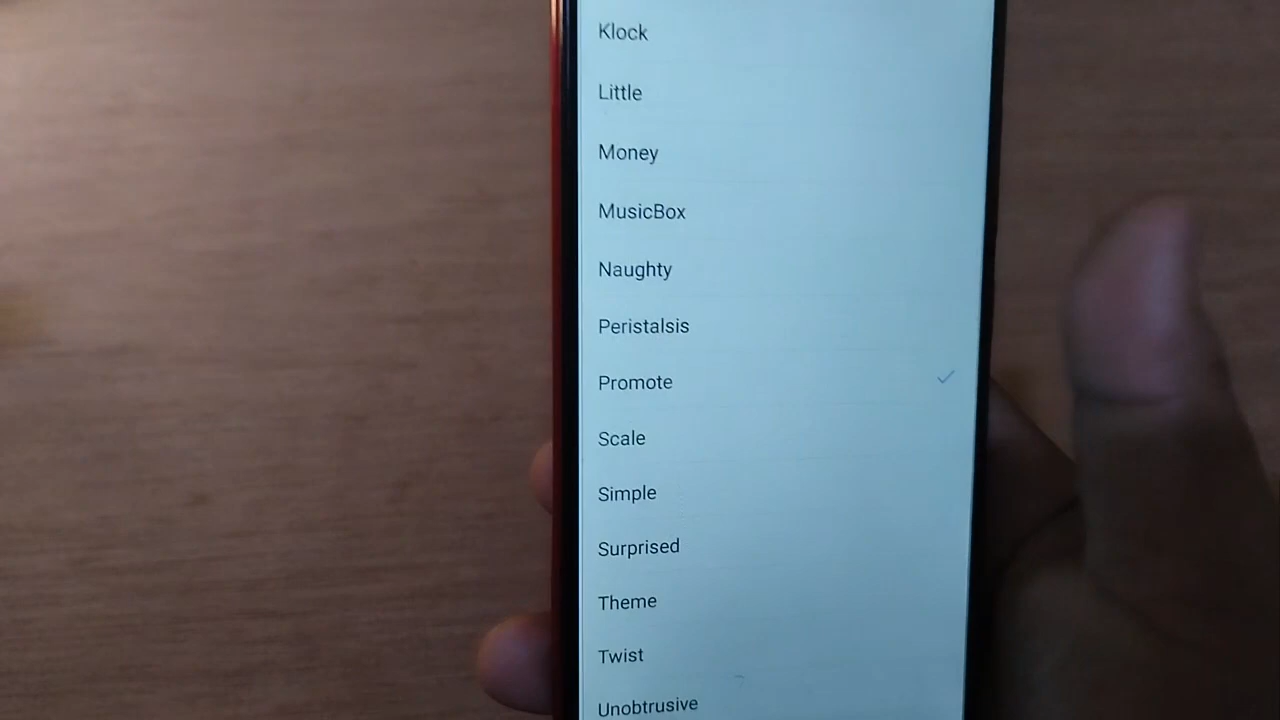 Klock
Little
Money
MusicBox
Naughty
Peristalsis
Promote
Scale
Simple
Surprised
Theme
Twist
Unobtrusive